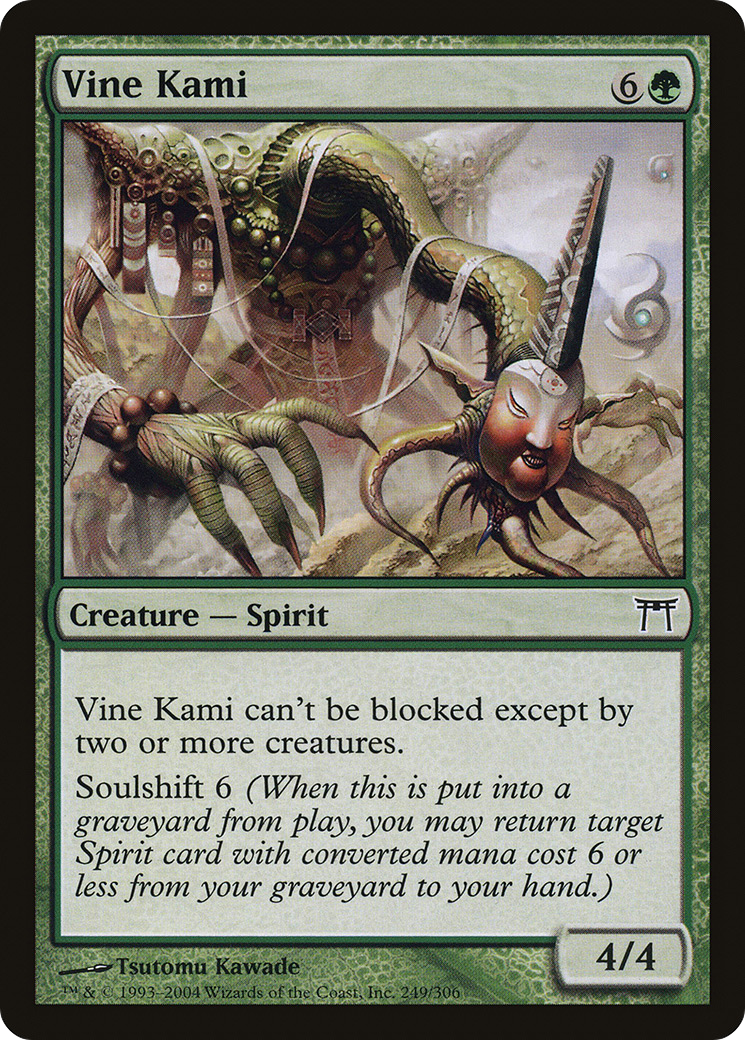 Vine Kami 6
Creature — Spirit
Vine Kami can't be blocked except by
two or more creatures.
Soulshift 6 (When this is put into a
graveyard from play, you may return target
Spirit card with converted mana cost 6 or
less from your graveyard to your hand.)
4/4
Tsutomu Kawade
™ & © 1993–2004 Wizards of the Coast, Inc. 249/306